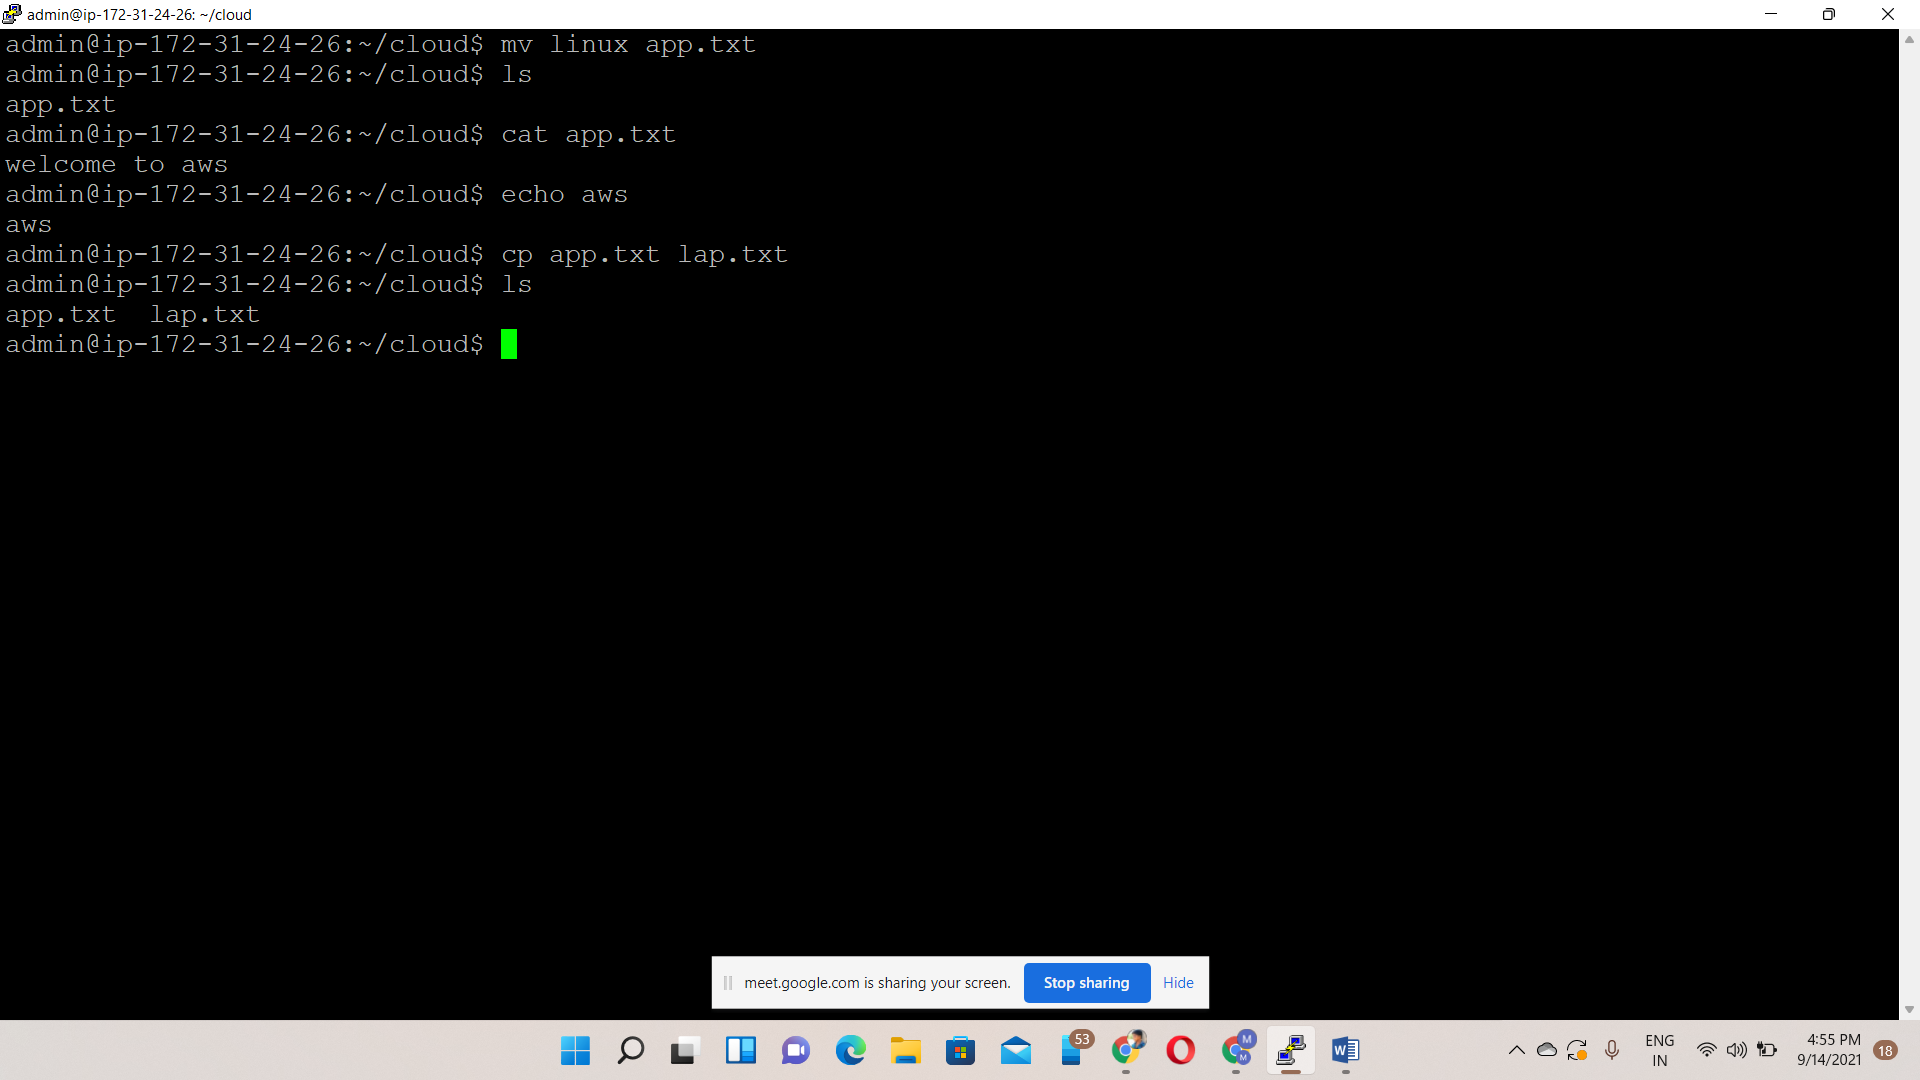 admin@ip-172-31-24-26: ~/cloud
admin@ip-172-31-24-26:~/cloud$ mv linux app.txt
admin@ip-172-31-24-26:~/cloud$ ls
app.txt
admin@ip-172-31-24-26:~/cloud$ cat app.txt
welcome to aws
admin@ip-172-31-24-26:~/cloud$ echo aws
aws
admin@ip-172-31-24-26:~/cloud$ cp app.txt lap.txt
admin@ip-172-31-24-26:~/cloud$ ls
app.txt  lap.txt
admin@ip-172-31-24-26:~/cloud$
meet.google.com is sharing your screen. Stop sharing Hide
53
M
M
ENG
IN
4:55 PM
9/14/2021
18